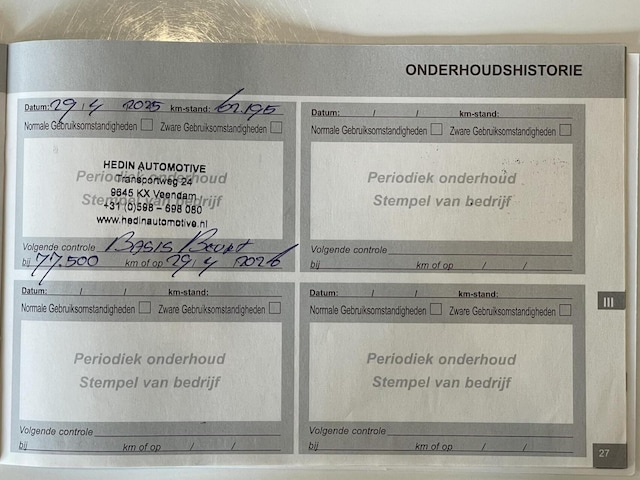 ONDERHOUDSHISTORIE
Datum: 29 / 4 2025 km-stand: 62.195
Normale Gebruiksomstandigheden Zware Gebruiksomstandigheden
Periodiek onderhoud
Stempel van bedrijf
HEDIN AUTOMOTIVE
Transportweg 24
9645 KX Veendam
+31 (0)598 – 698 080
www.hedinautomotive.nl
Volgende controle Basis Beurt
bij 77.500 km of op 29 / 4 / 2026
Datum: / / km-stand:
Normale Gebruiksomstandigheden Zware Gebruiksomstandigheden
Periodiek onderhoud
Stempel van bedrijf
Volgende controle
bij km of op / /
Datum: / / km-stand:
Normale Gebruiksomstandigheden Zware Gebruiksomstandigheden
Periodiek onderhoud
Stempel van bedrijf
Volgende controle
bij km of op / /
Datum: / / km-stand:
Normale Gebruiksomstandigheden Zware Gebruiksomstandigheden
Periodiek onderhoud
Stempel van bedrijf
Volgende controle
bij km of op / /
III
27